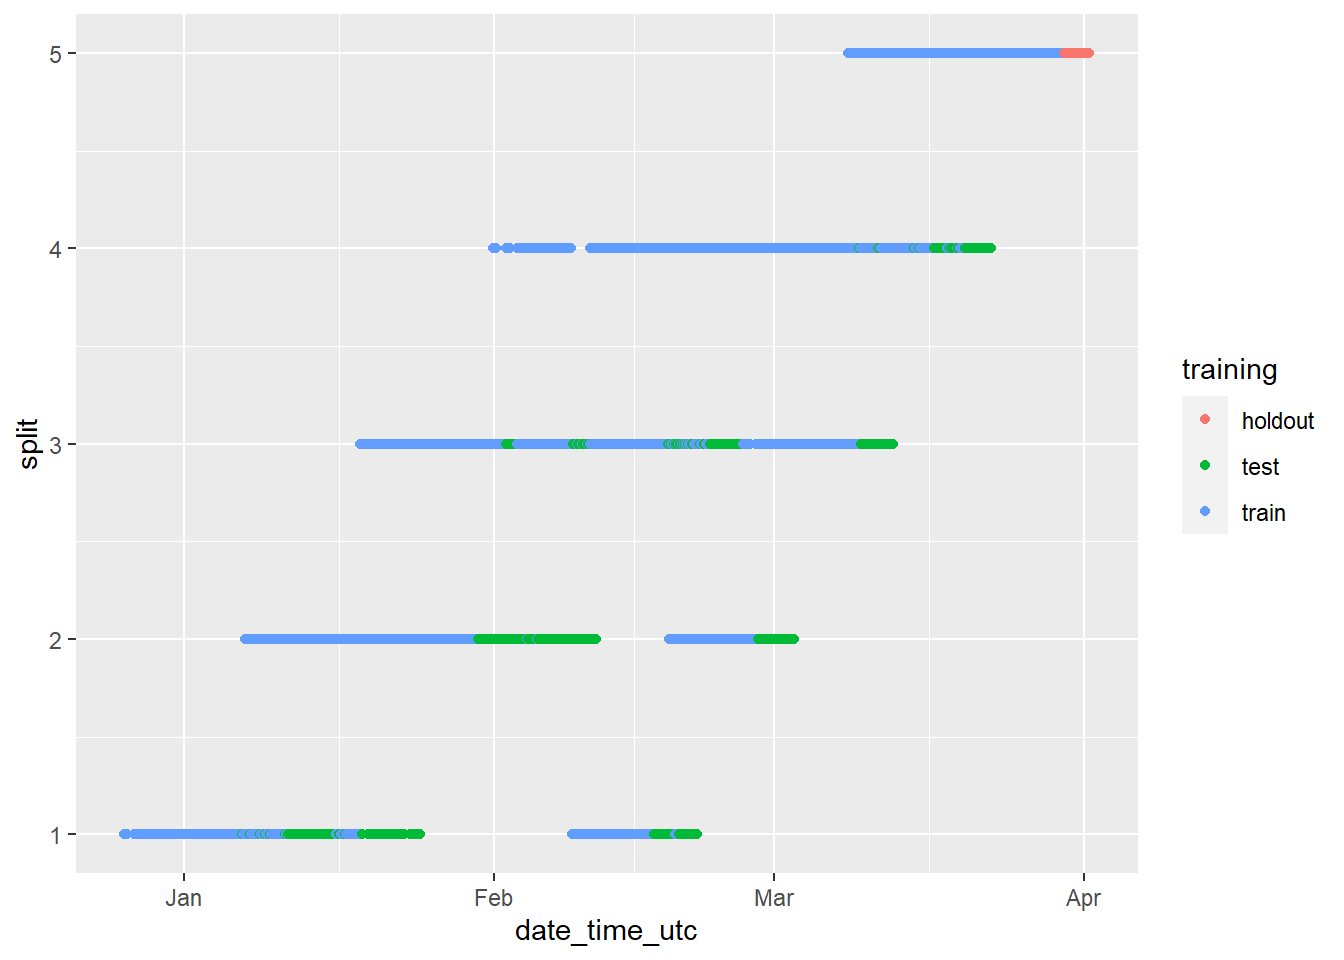 5
4
3
2
1
split
Jan
Feb
Mar
Apr
date_time_utc
training
holdout
test
train